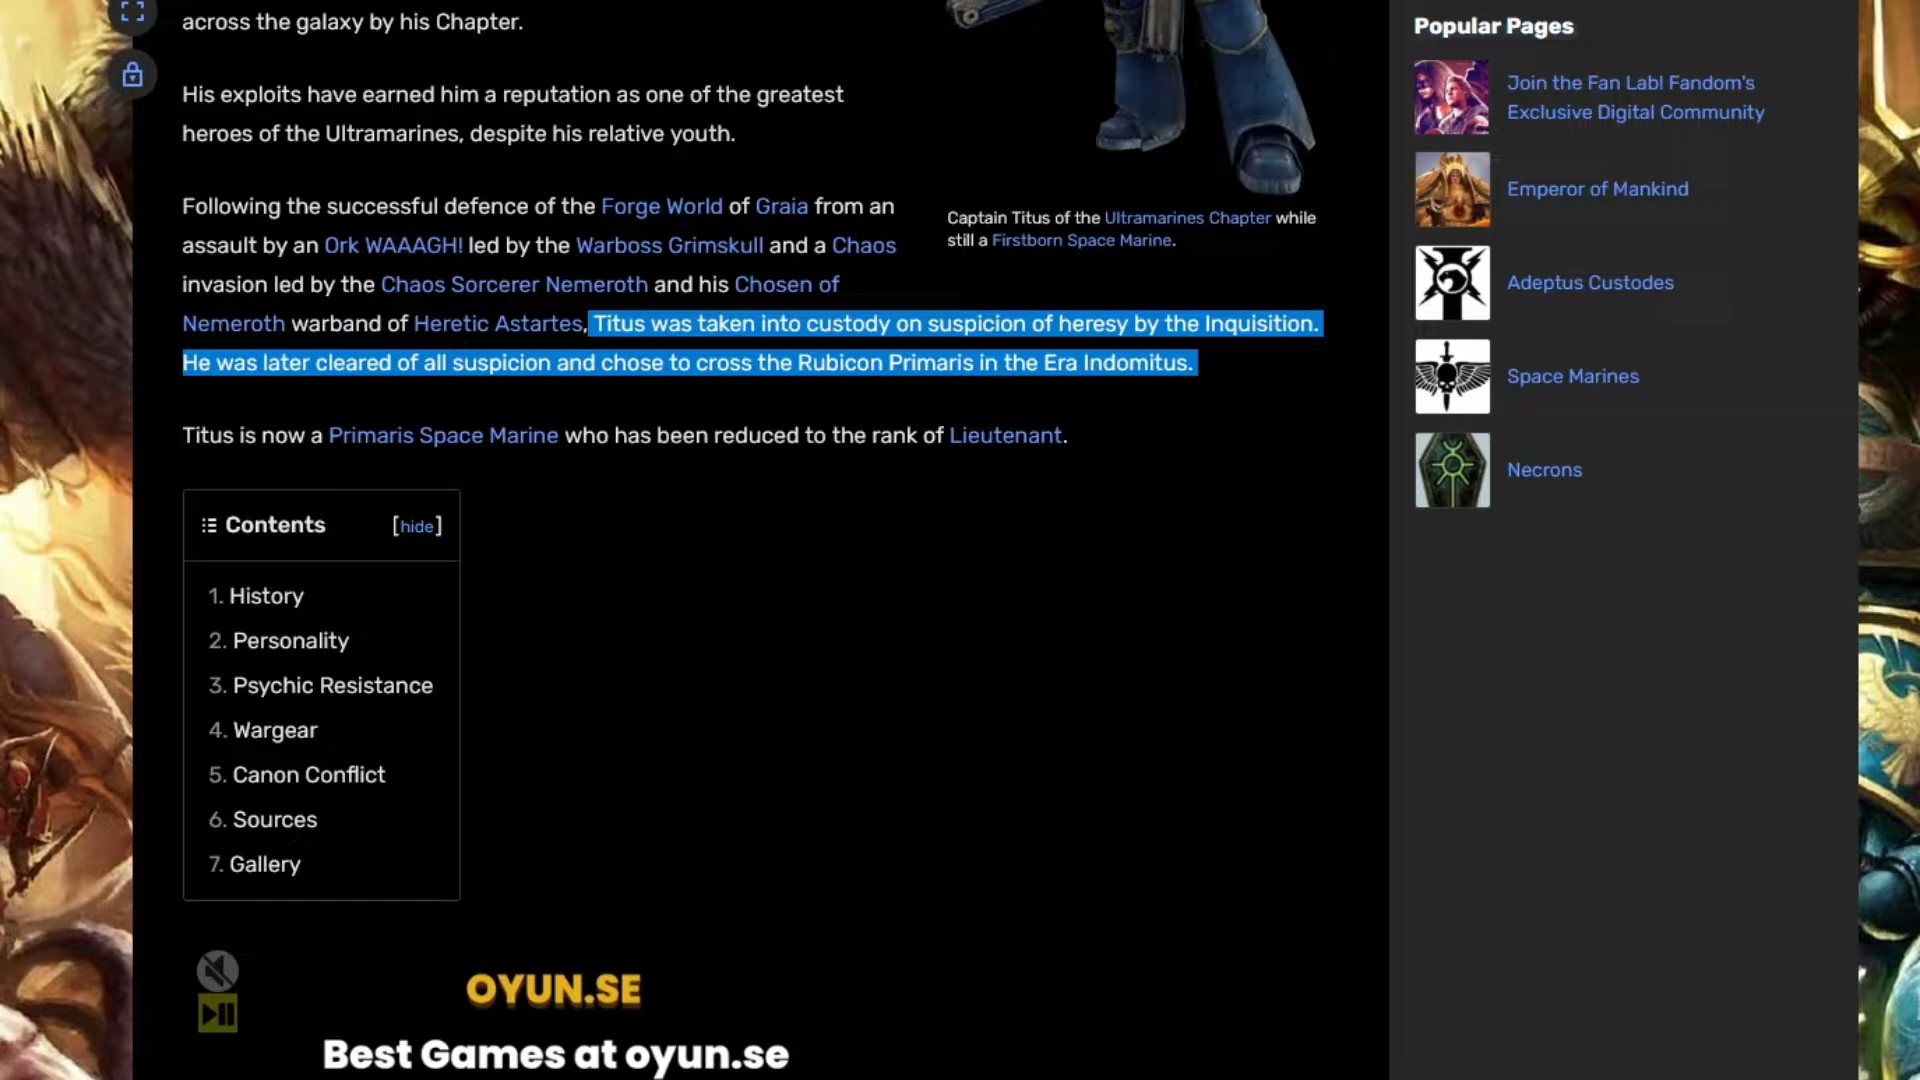 across the galaxy by his Chapter.
His exploits have earned him a reputation as one of the greatest
heroes of the Ultramarines, despite his relative youth.
Following the successful defence of the Forge World of Graia from an
assault by an Ork WAAAGH! led by the Warboss Grimskull and a Chaos
invasion led by the Chaos Sorcerer Nemeroth and his Chosen of
Nemeroth warband of Heretic Astartes, Titus was taken into custody on suspicion of heresy by the Inquisition.
He was later cleared of all suspicion and chose to cross the Rubicon Primaris in the Era Indomitus.
Titus is now a Primaris Space Marine who has been reduced to the rank of Lieutenant.
Captain Titus of the Ultramarines Chapter while
still a Firstborn Space Marine.
Contents [hide]
1. History
2. Personality
3. Psychic Resistance
4. Wargear
5. Canon Conflict
6. Sources
7. Gallery
OYUN.SE
Best Games at oyun.se
Popular Pages
Join the Fan Lab! Fandom's
Exclusive Digital Community
Emperor of Mankind
Adeptus Custodes
Space Marines
Necrons